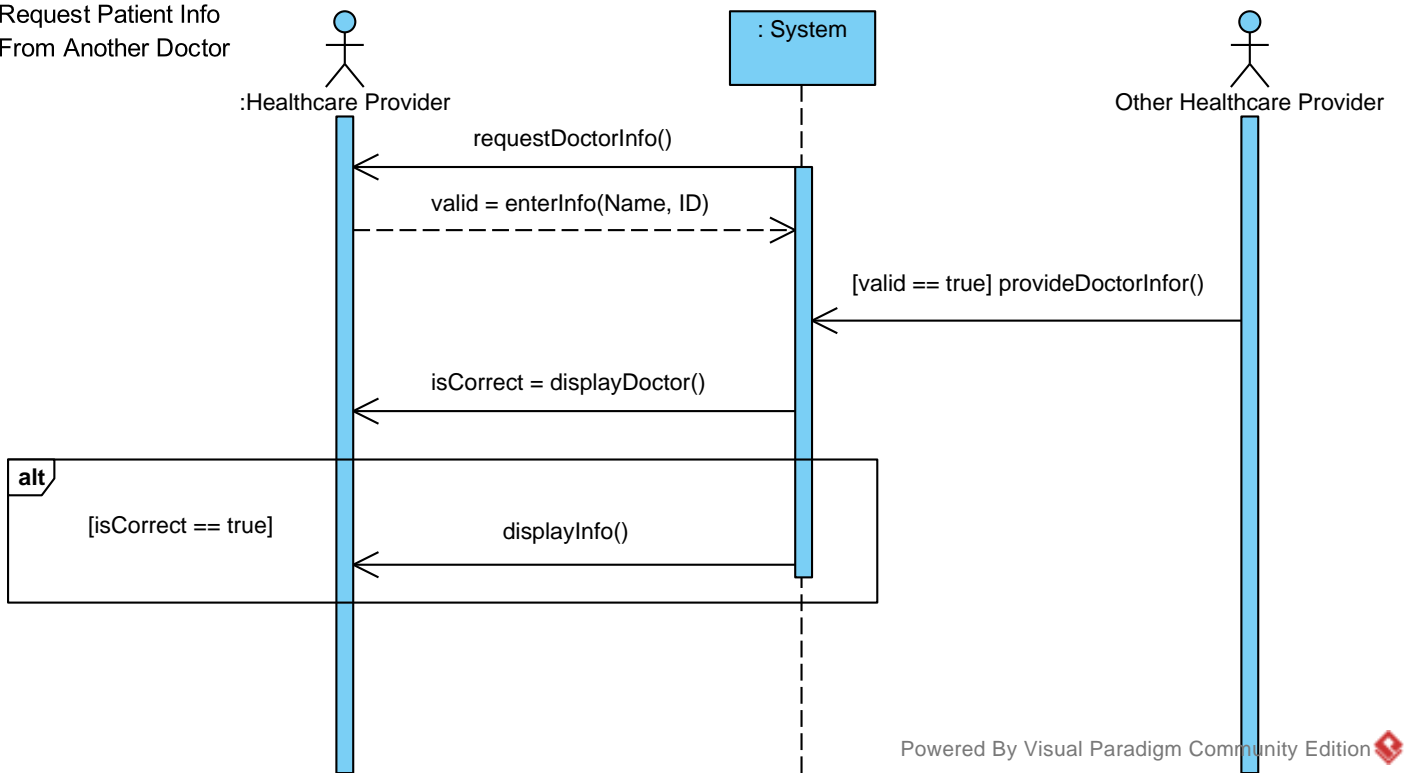 Request Patient Info
From Another Doctor
: System
:Healthcare Provider
Other Healthcare Provider
requestDoctorInfo()
valid = enterInfo(Name, ID)
[valid == true] provideDoctorInfor()
isCorrect = displayDoctor()
alt
[isCorrect == true]
displayInfo()
Powered By Visual Paradigm Community Edition